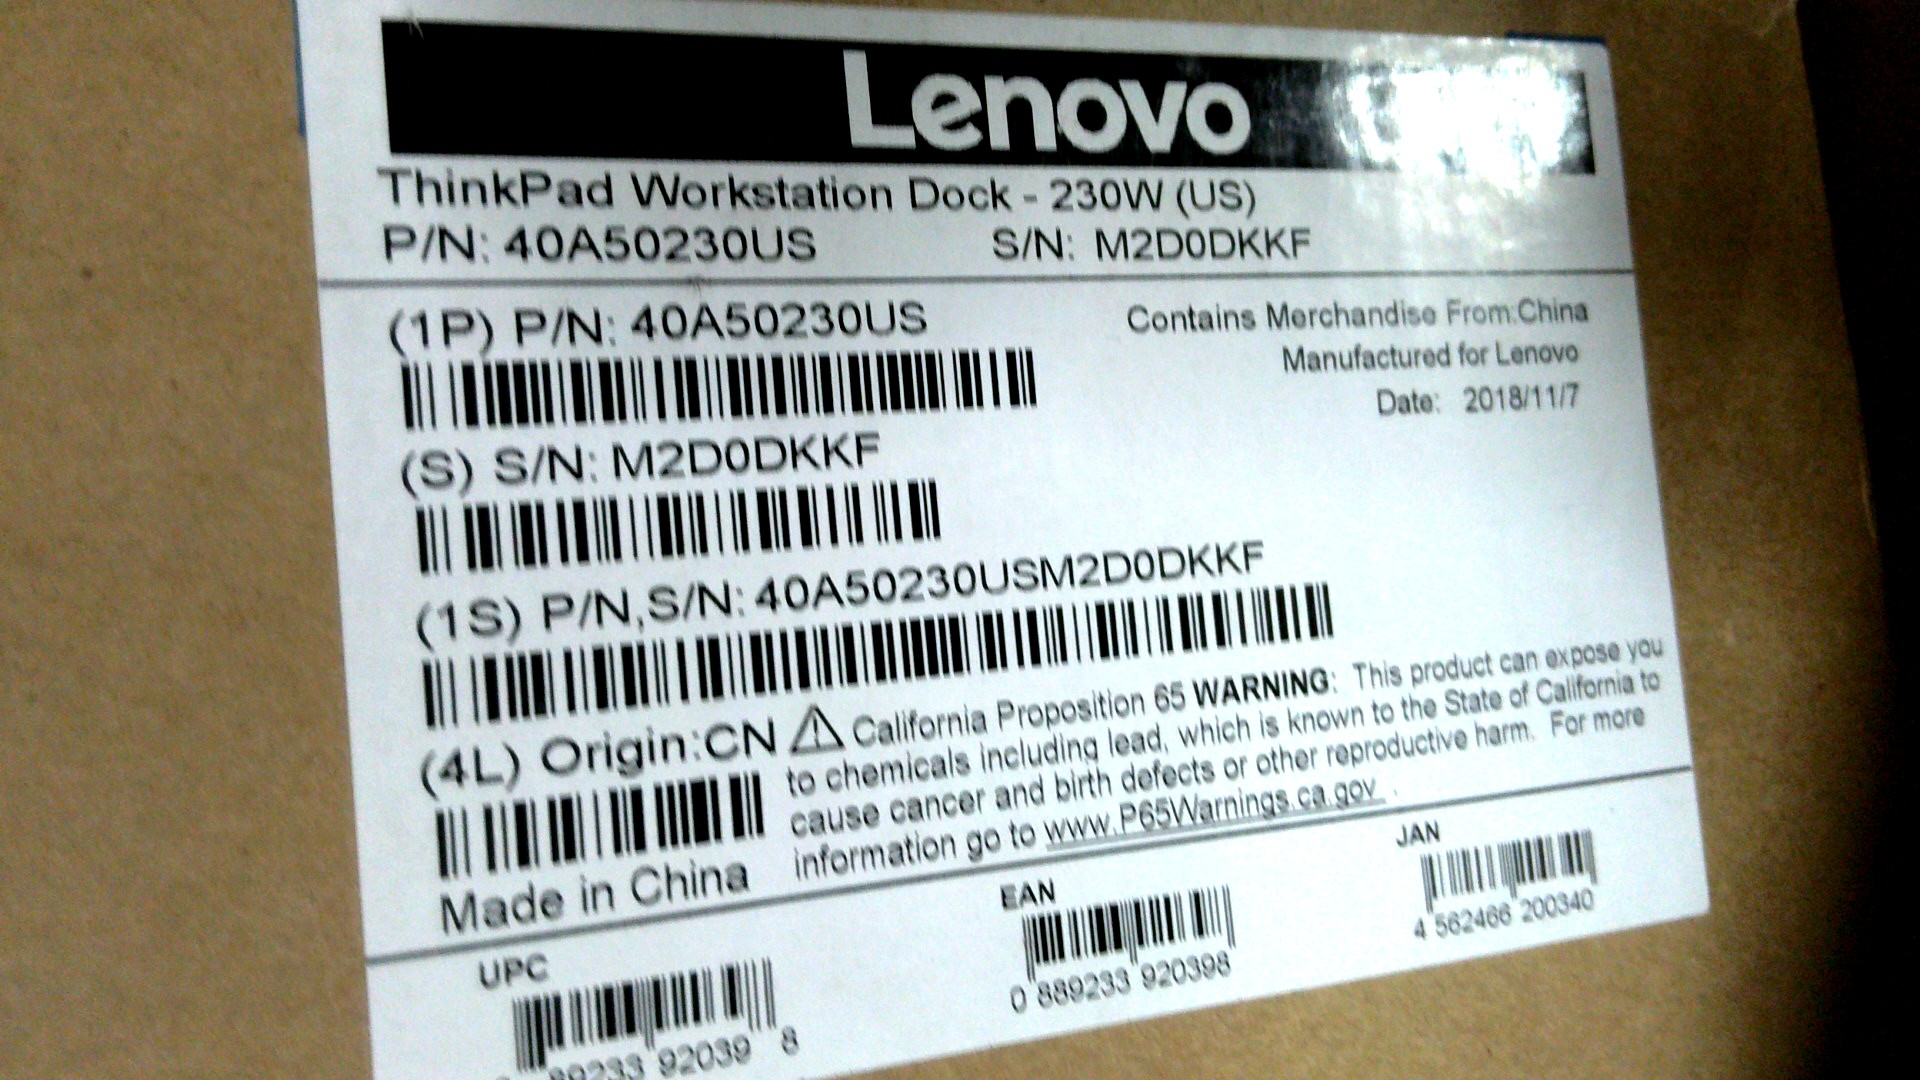 Lenovo
ThinkPad Workstation Dock - 230W (US)
P/N: 40A50230US S/N: M2D0DKKF
(1P) P/N: 40A50230US
Contains Merchandise From:China
Manufactured for Lenovo
Date: 2018/11/7
(S) S/N: M2D0DKKF
(1S) P/N,S/N: 40A50230USM2D0DKKF
(4L) Origin:CN
Made in China
⚠ California Proposition 65 WARNING: This product can expose you
to chemicals including lead, which is known to the State of California to
cause cancer and birth defects or other reproductive harm. For more
information go to www.P65Warnings.ca.gov .
UPC
89233 92039 8
EAN
0 889233 920398
JAN
4 562466 200340